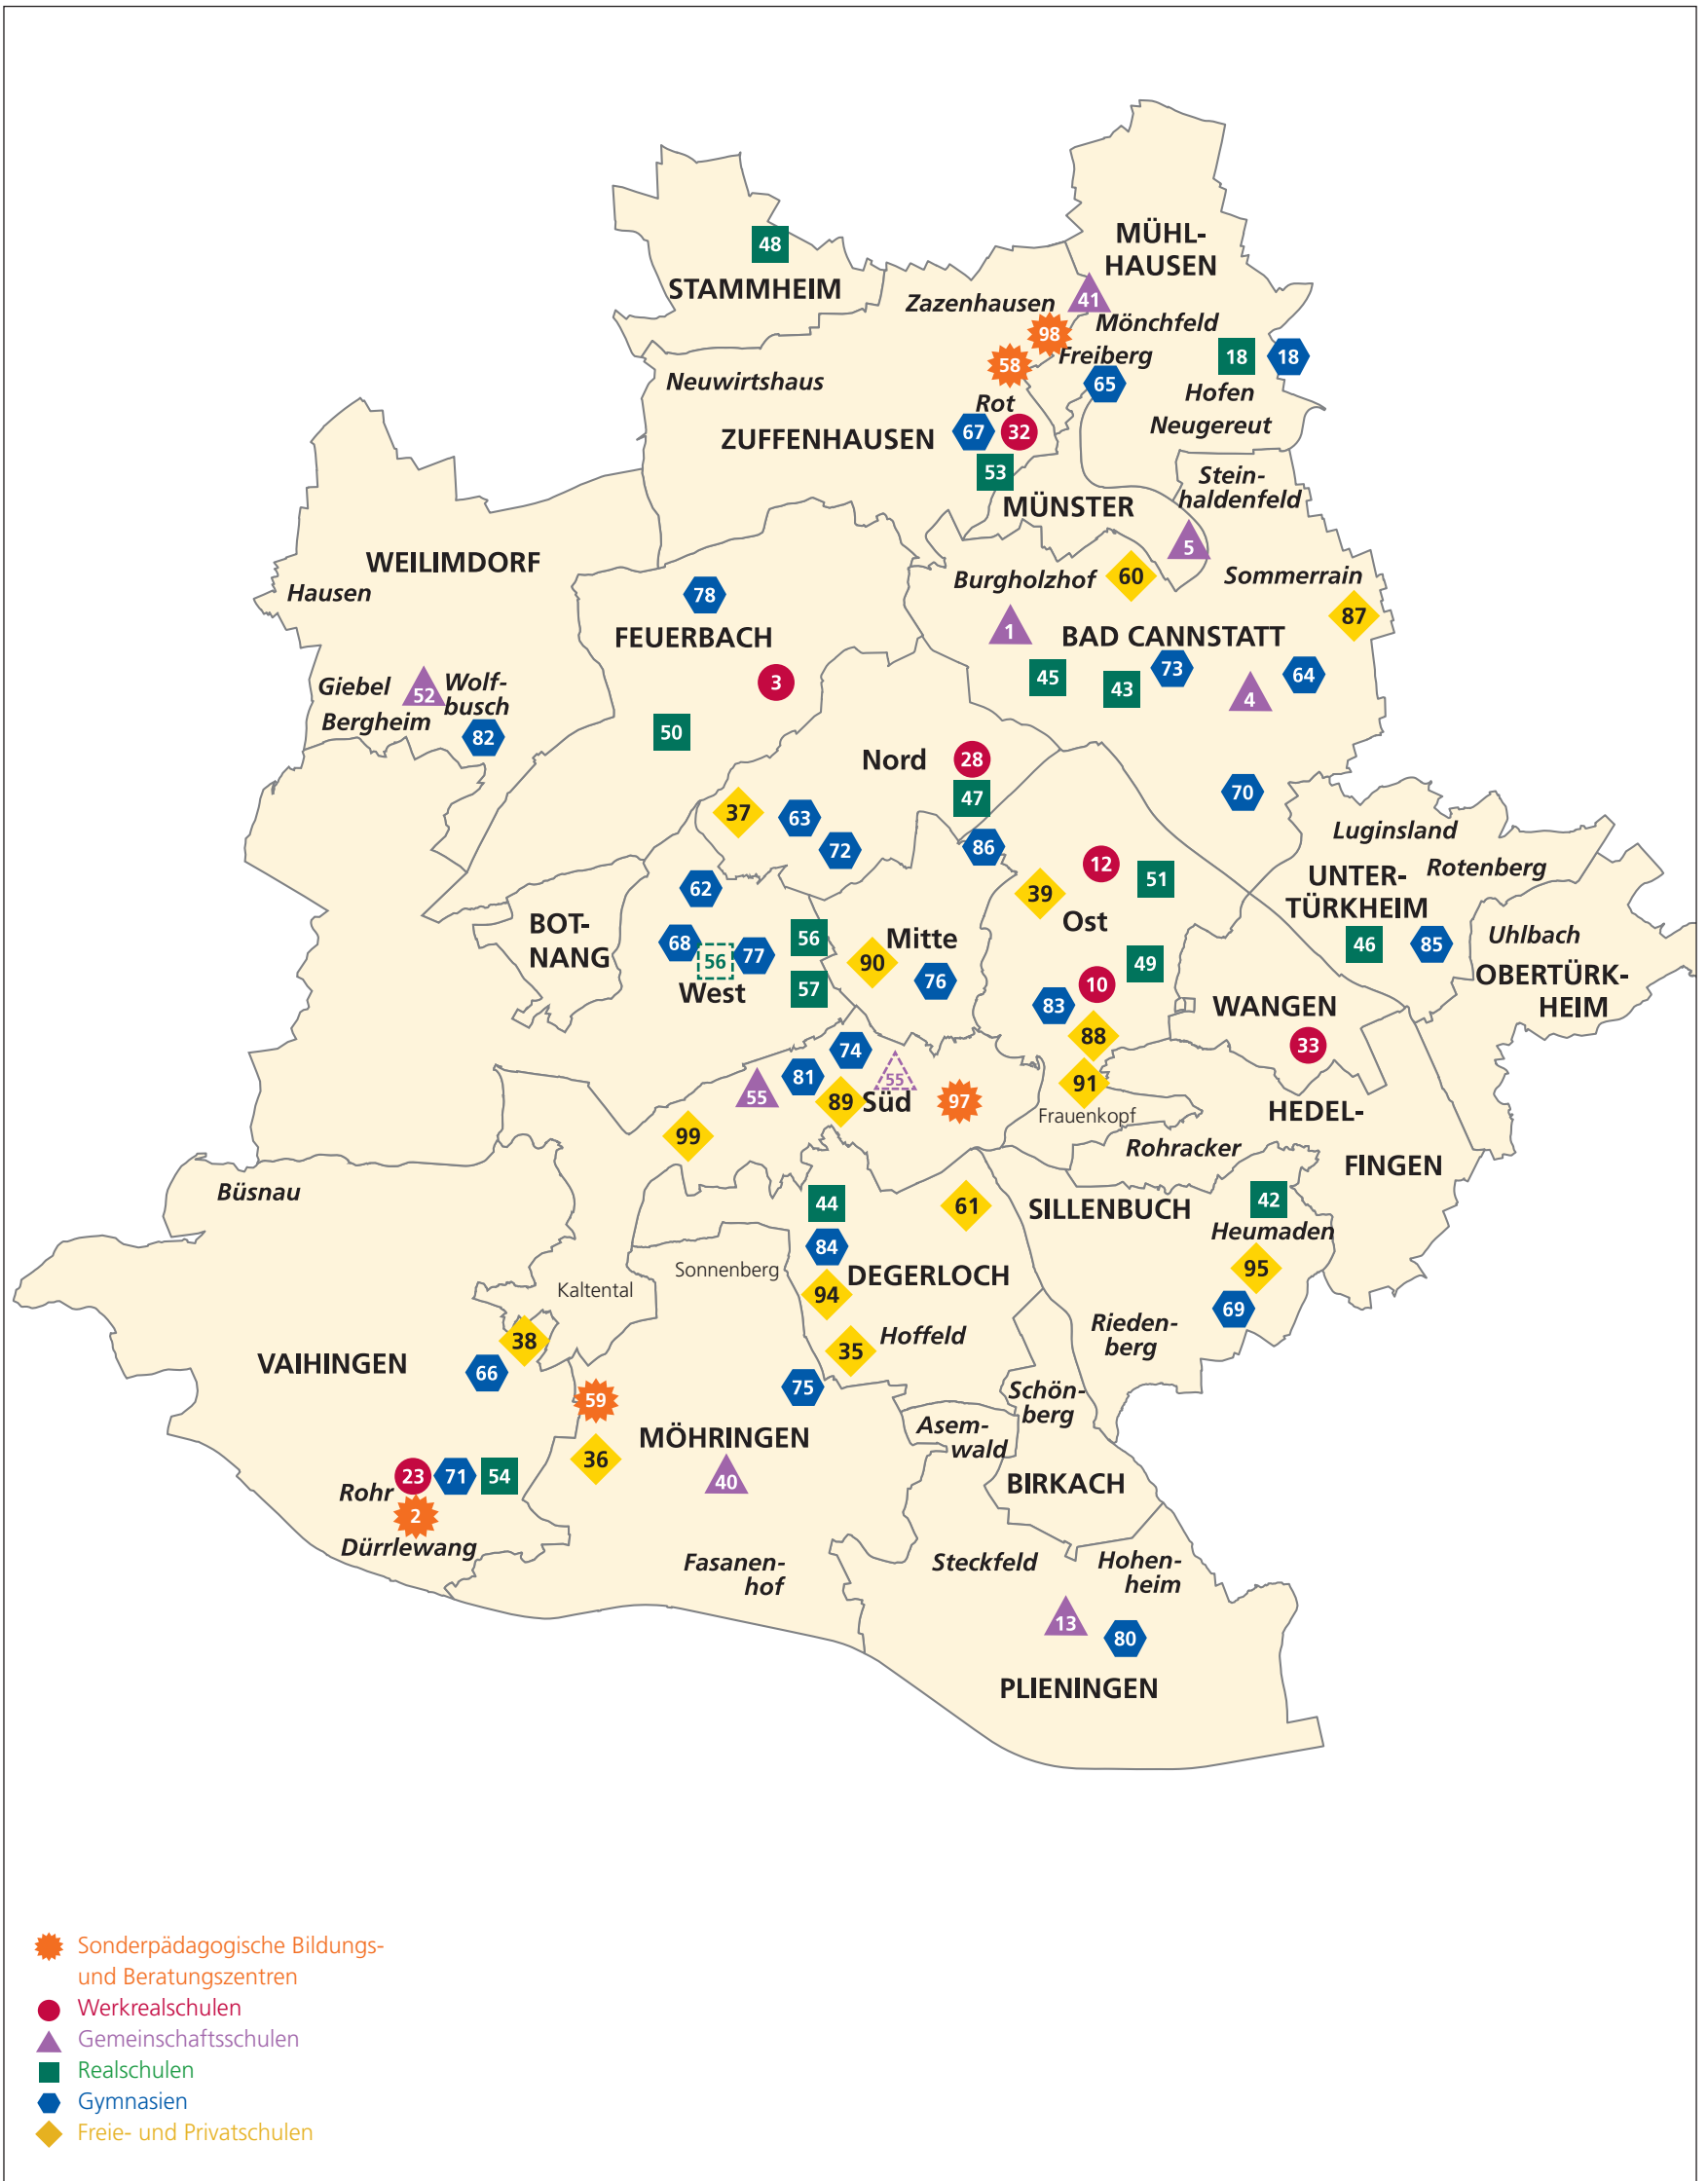 MÜHL-
HAUSEN
48
STAMMHEIM
Zazenhausen
41
Mönchfeld
98
Freiberg
18
18
58
65
Neuwirtshaus
Hofen
Rot
Neugereut
ZUFFENHAUSEN
67
32
53
Stein-
haldenfeld
MÜNSTER
WEILIMDORF
5
Hausen
78
Burgholzhof
60
Sommerrain
87
FEUERBACH
1
BAD CANNSTATT
Giebel
52
Wolf-
busch
3
45
43
73
4
64
Bergheim
82
50
Nord
28
47
70
37
63
72
86
Luginsland
12
51
Rotenberg
62
39
UNTER-
TÜRKHEIM
BOT-
NANG
Ost
68
56
77
56
Mitte
46
85
Uhlbach
90
49
West
57
76
10
OBERTÜRK-
HEIM
83
WANGEN
88
33
74
81
55
55
91
89
Süd
97
Frauenkopf
HEDEL-
99
Rohracker
FINGEN
Büsnau
44
61
SILLENBUCH
42
Heumaden
84
Sonnenberg
DEGERLOCH
95
Kaltental
94
69
38
35
Hoffeld
Rieden-
berg
VAIHINGEN
66
75
59
Schön-
berg
MÖHRINGEN
Asem-
wald
36
40
BIRKACH
23
71
54
Rohr
2
Dürrlewang
Fasanen-
hof
Steckfeld
Hohen-
heim
13
80
PLIENINGEN
Sonderpädagogische Bildungs-
und Beratungszentren
Werkrealschulen
Gemeinschaftsschulen
Realschulen
Gymnasien
Freie- und Privatschulen